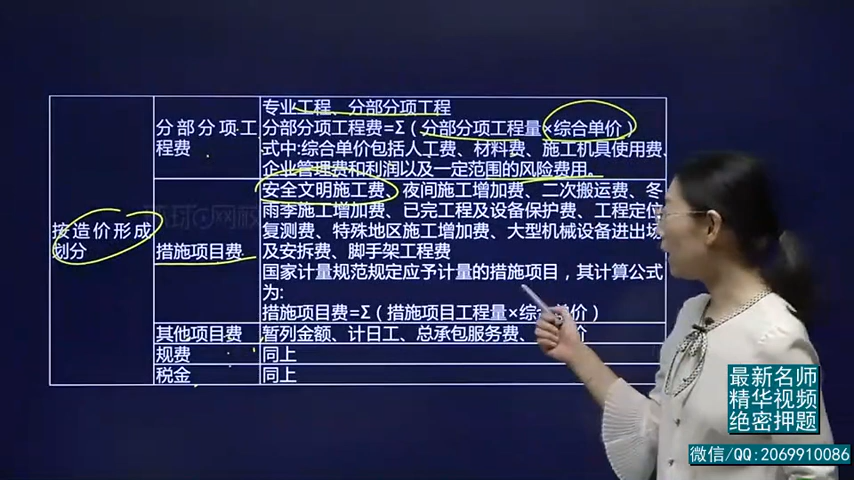 专业工程、分部分项工程
分部分项工程费
分部分项工程费=Σ（分部分项工程量×综合单价）
式中:综合单价包括人工费、材料费、施工机具使用费、
企业管理费和利润以及一定范围的风险费用。
按造价形成划分
措施项目费
安全文明施工费、夜间施工增加费、二次搬运费、冬
雨季施工增加费、已完工程及设备保护费、工程定位
复测费、特殊地区施工增加费、大型机械设备进出场
及安拆费、脚手架工程费
国家计量规范规定应予计量的措施项目，其计算公式
为:
措施项目费=Σ（措施项目工程量×综 单价）
其他项目费
暂列金额、计日工、总承包服务费、 价
规费
同上
税金
同上
环球 网校
最新名师
精华视频
绝密押题
微信/QQ:2069910086